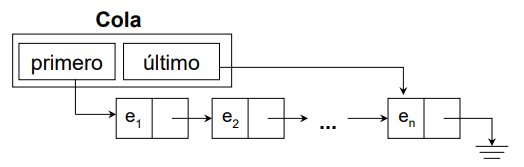 Cola
primero último
e1 e2 ... en